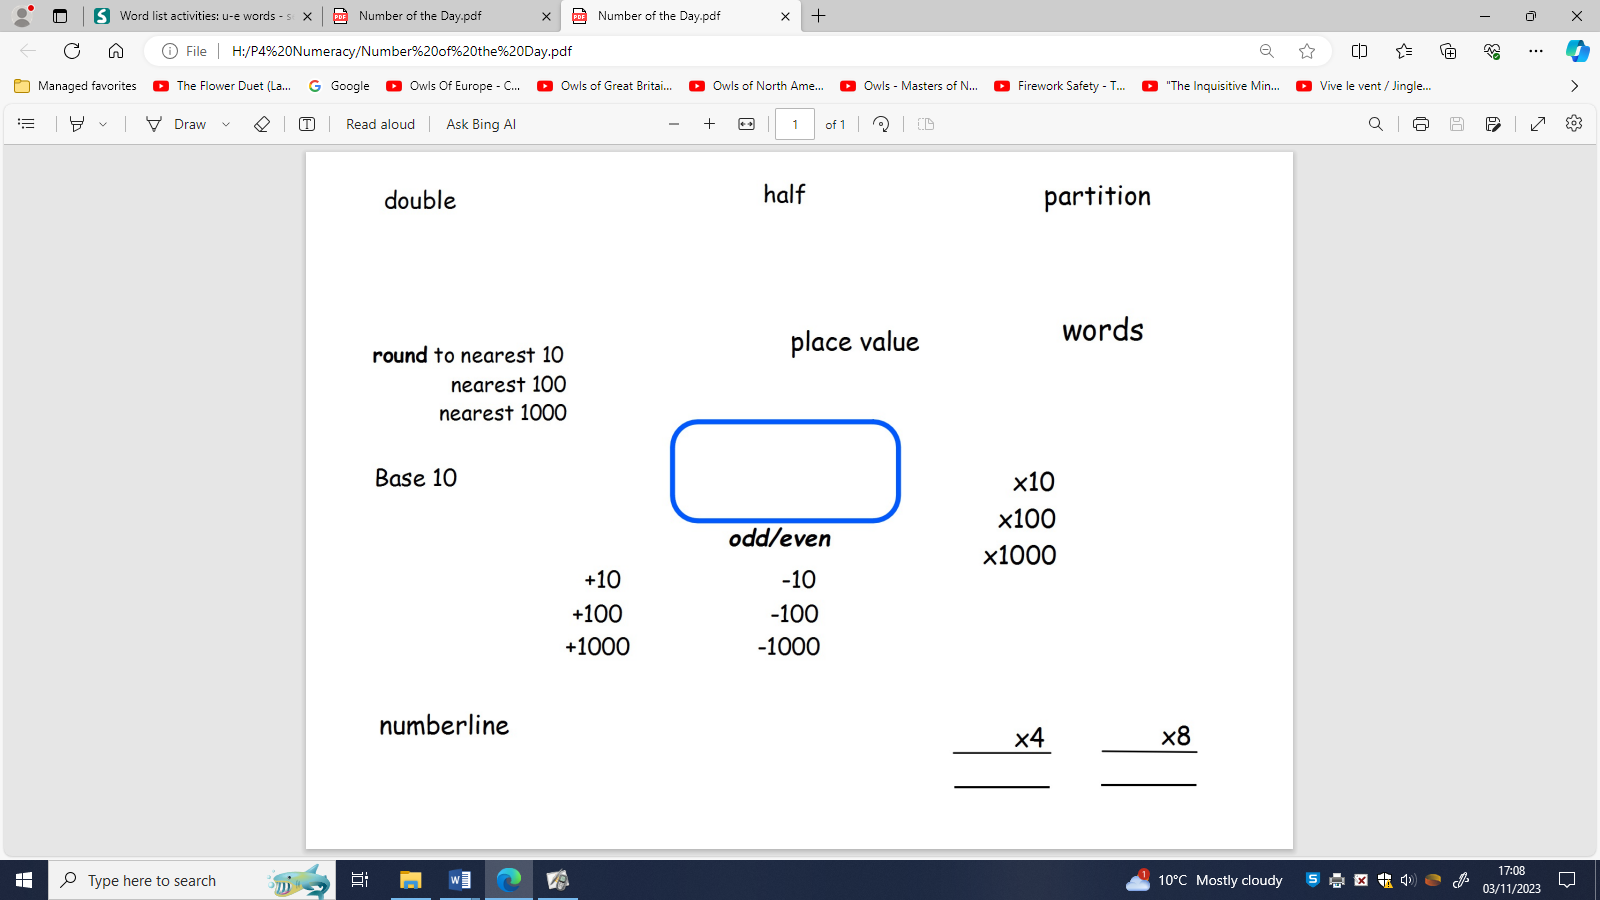 Word list activities: u-e words - s
Number of the Day.pdf
Number of the Day.pdf
File
H:/P4%20Numeracy/Number%20of%20the%20Day.pdf
Managed favorites
The Flower Duet (La...
Google
Owls Of Europe - C...
Owls of Great Britai...
Owls of North Ame...
Owls - Masters of N...
Firework Safety - T...
"The Inquisitive Min...
Vive le vent / Jingle...
Draw
Read aloud
Ask Bing AI
1 of 1
double
half
partition
round to nearest 10
nearest 100
nearest 1000
place value
words
Base 10
odd/even
x10
x100
x1000
+10
+100
+1000
-10
-100
-1000
numberline
x4
x8
Type here to search
1
10°C Mostly cloudy
17:08
03/11/2023